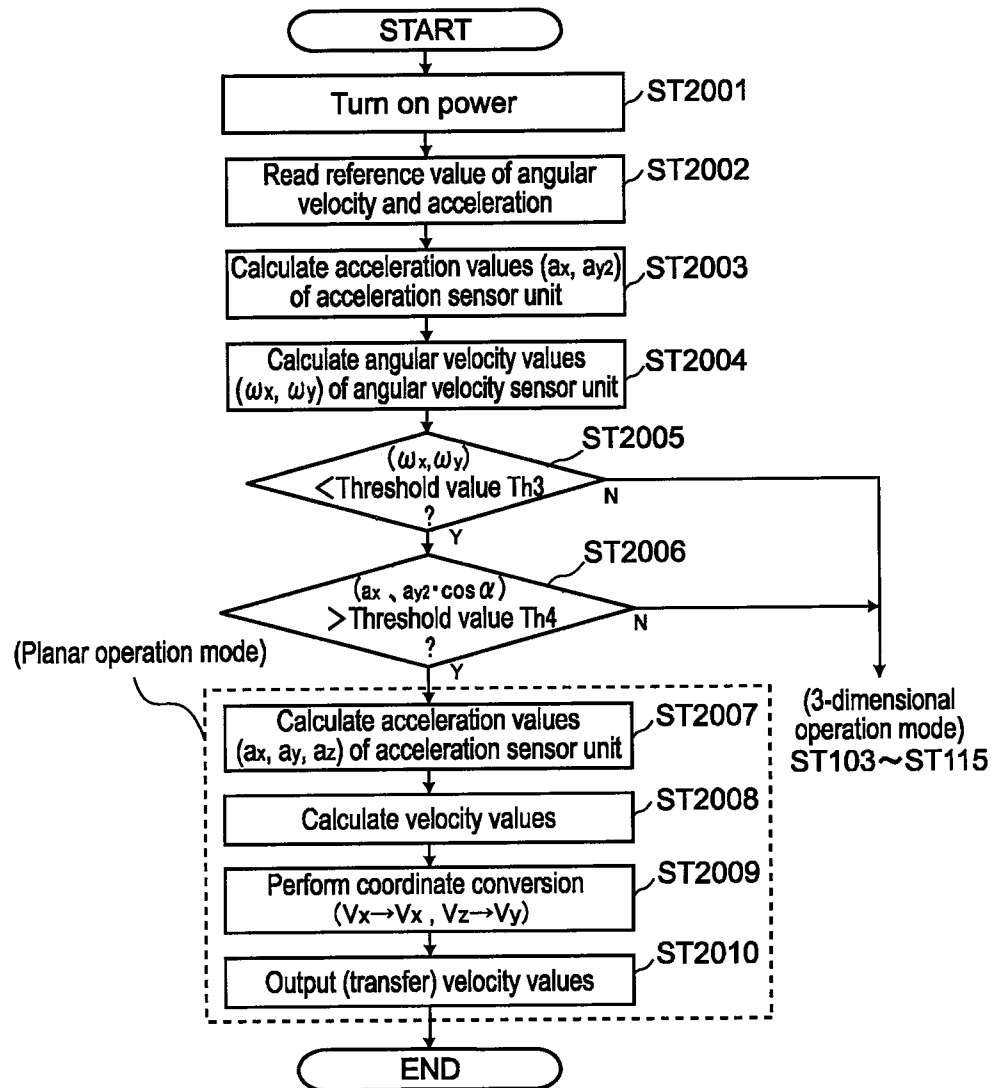 START
Turn on power
ST2001
Read reference value of angular
velocity and acceleration
ST2002
Calculate acceleration values (ax, ay2)
of acceleration sensor unit
ST2003
Calculate angular velocity values
(ωx, ωy) of angular velocity sensor unit
ST2004
ST2005
(ωx,ωy)
<Threshold value Th3
?
N
Y
ST2006
(ax 、ay2·cos α)
>Threshold value Th4
?
N
Y
(Planar operation mode)
(3-dimensional
operation mode)
ST103~ST115
Calculate acceleration values
(ax, ay, az) of acceleration sensor unit
ST2007
Calculate velocity values
ST2008
Perform coordinate conversion
(Vx→Vx , Vz→Vy)
ST2009
Output (transfer) velocity values
ST2010
END